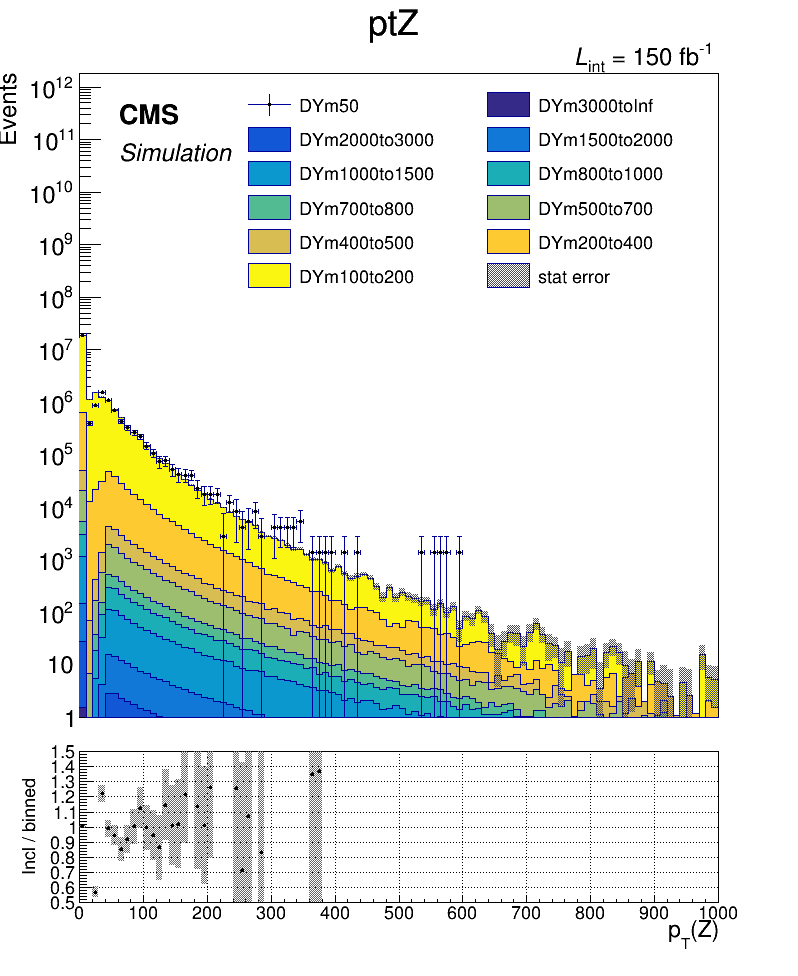 ptZ
L_int = 150 fb^-1
Events
CMS
Simulation
DYm50
DYm3000toInf
DYm2000to3000
DYm1500to2000
DYm1000to1500
DYm800to1000
DYm700to800
DYm500to700
DYm400to500
DYm200to400
DYm100to200
stat error
10^12
10^11
10^10
10^9
10^8
10^7
10^6
10^5
10^4
10^3
10^2
10
1
Incl / binned
1.5
1.4
1.3
1.2
1.1
1
0.9
0.8
0.7
0.6
0.5
0 100 200 300 400 500 600 700 800 900 1000
p_T(Z)